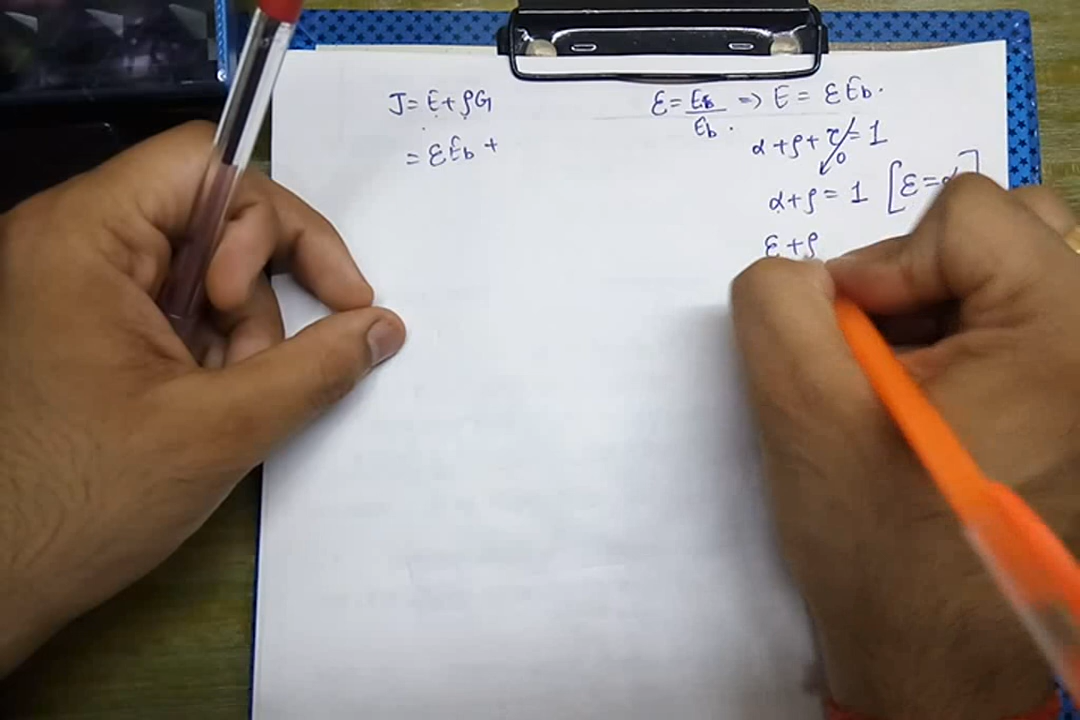 J = E + ρG
= εEb +
ε = E/Eb => E = εEb.
α + ρ + τ = 1
0
α + ρ = 1 [ε = α]
ε + ρ